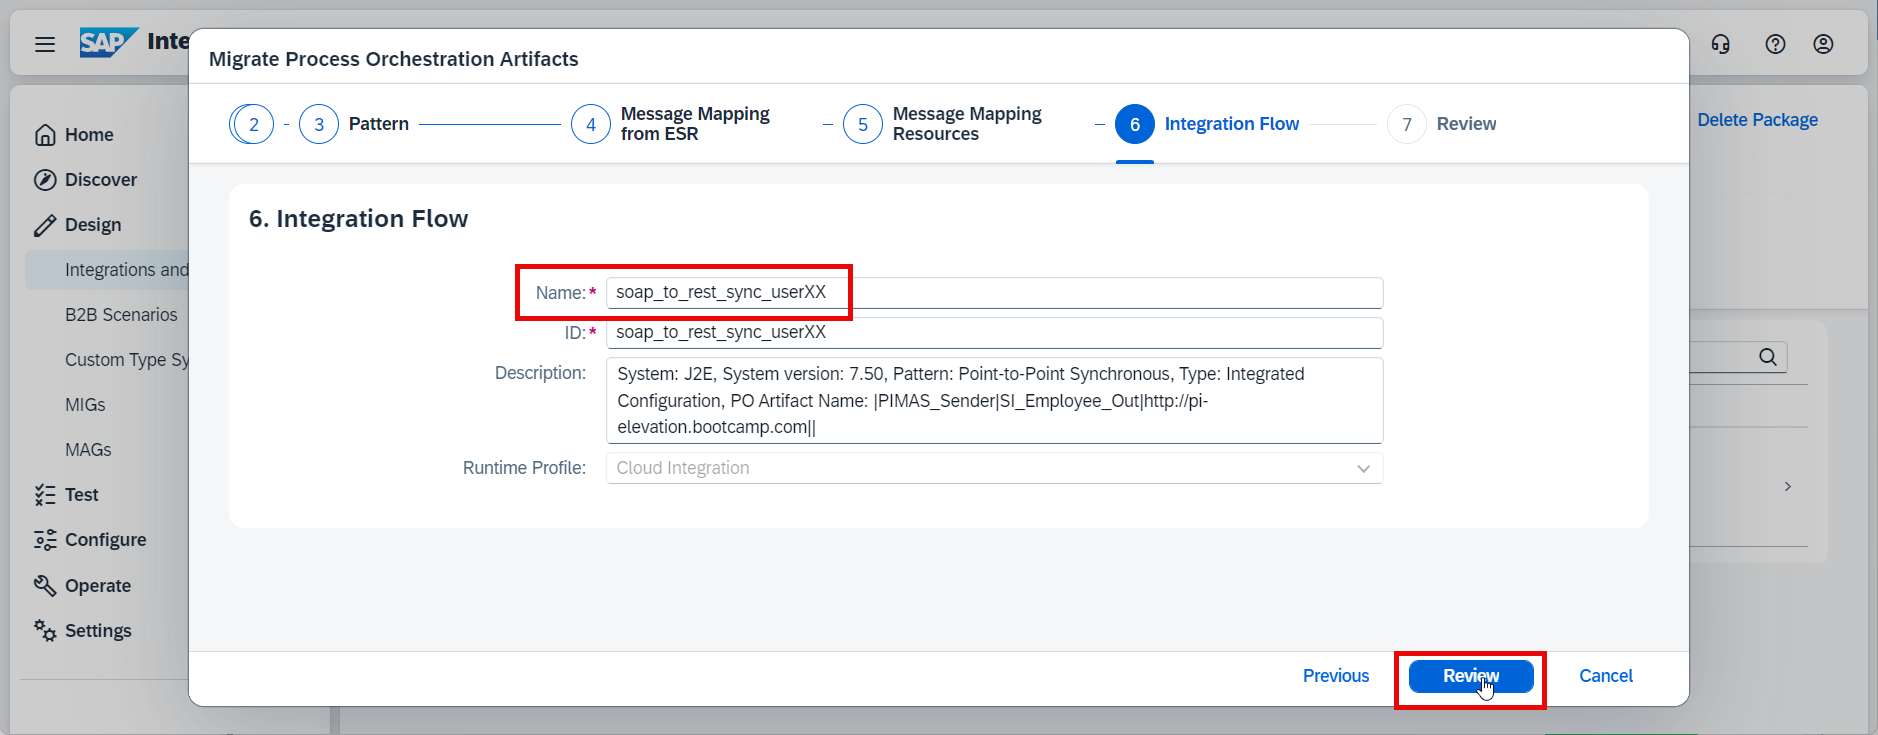 SAP Inte
Migrate Process Orchestration Artifacts
2
3 Pattern
4 Message Mapping
from ESR
5 Message Mapping
Resources
6 Integration Flow
7 Review
Delete Package
Home
Discover
Design
Integrations and
B2B Scenarios
Custom Type Sy
MIGs
MAGs
Test
Configure
Operate
Settings
6. Integration Flow
Name:* soap_to_rest_sync_userXX
ID:* soap_to_rest_sync_userXX
Description: System: J2E, System version: 7.50, Pattern: Point-to-Point Synchronous, Type: Integrated
Configuration, PO Artifact Name: |PIMAS_Sender|SI_Employee_Out|http://pi-
elevation.bootcamp.com||
Runtime Profile: Cloud Integration
Previous Review Cancel